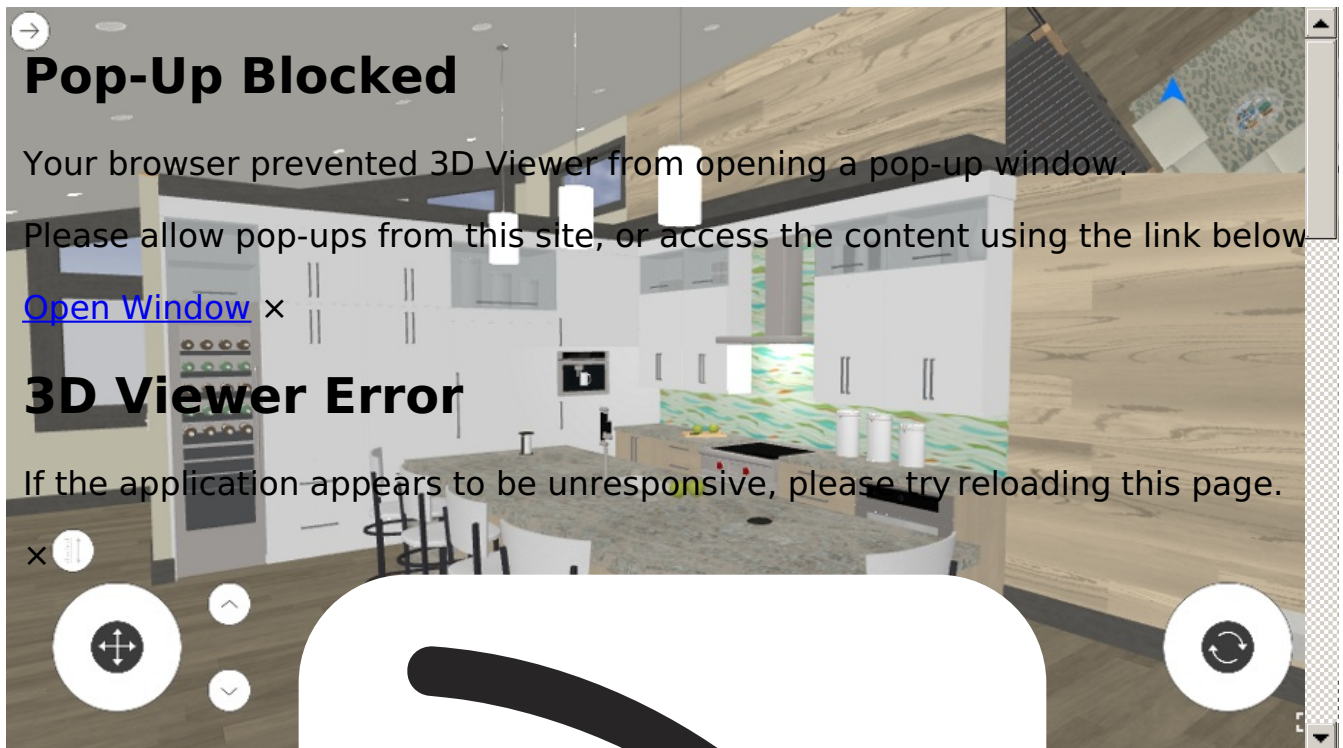 Pop-Up Blocked
Your browser prevented 3D Viewer from opening a pop-up window.
Please allow pop-ups from this site, or access the content using the link below
Open Window ×
3D Viewer Error
If the application appears to be unresponsive, please try reloading this page.
×